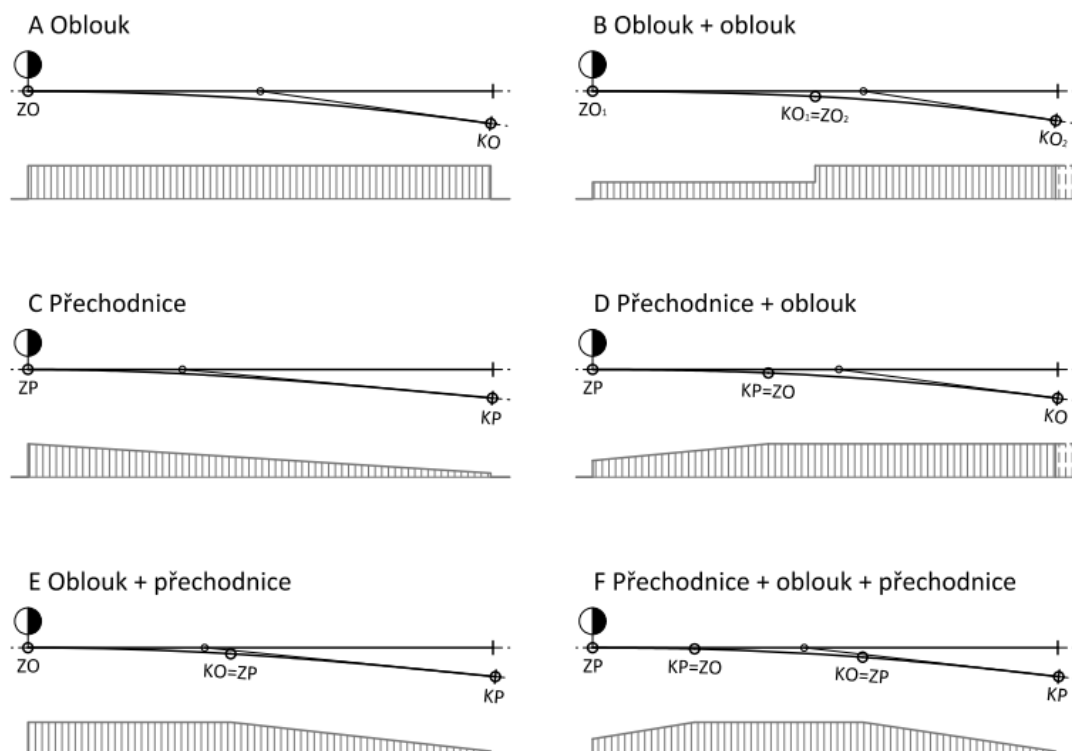 A Oblouk
ZO
KO
B Oblouk + oblouk
ZO₁
KO₁=ZO₂
KO₂
C Přechodnice
ZP
KP
D Přechodnice + oblouk
ZP
KP=ZO
KO
E Oblouk + přechodnice
ZO
KO=ZP
KP
F Přechodnice + oblouk + přechodnice
ZP
KP=ZO
KO=ZP
KP